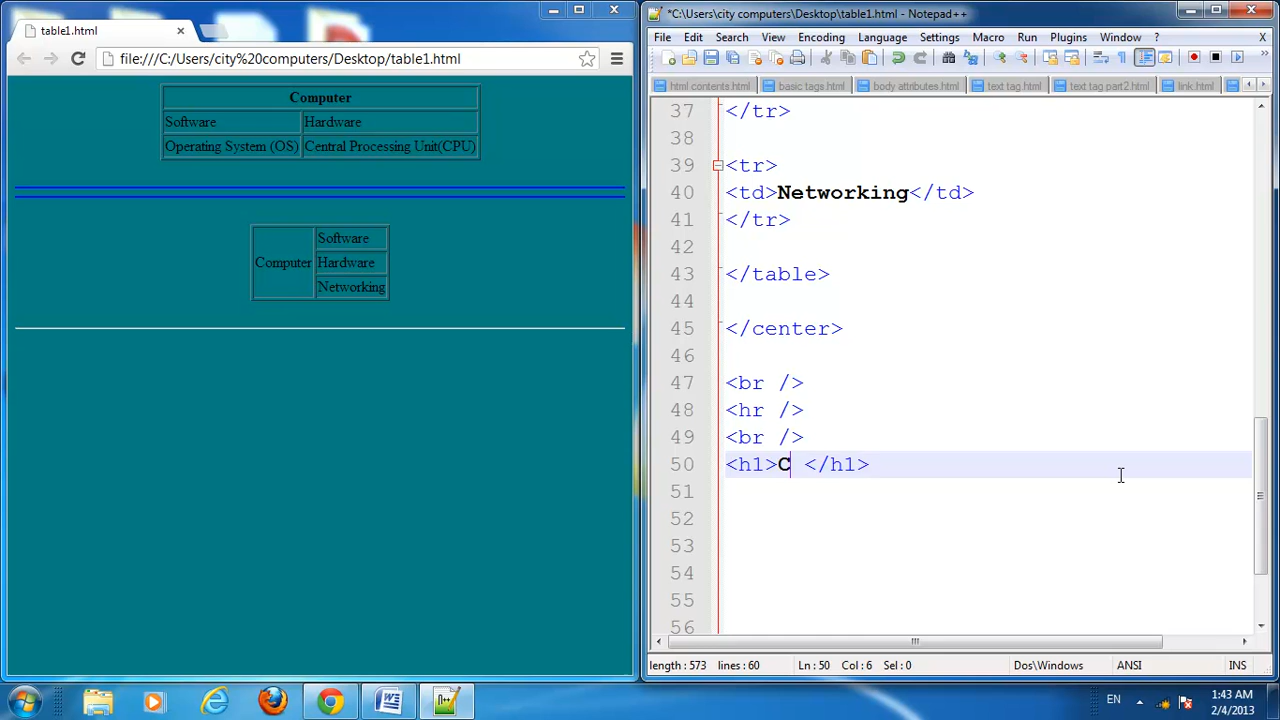 table1.html
file:///C:/Users/city%20computers/Desktop/table1.html
Computer
Software Hardware
Operating System (OS) Central Processing Unit(CPU)
Computer Software
Hardware
Networking
*C:\Users\city computers\Desktop\table1.html - Notepad++
File Edit Search View Encoding Language Settings Macro Run Plugins Window ? X
html contents.html basic tags.html body attributes.html text tag.html text tag part2.html link.html
37 </tr>
38
39 <tr>
40 <td>Networking</td>
41 </tr>
42
43 </table>
44
45 </center>
46
47 <br />
48 <hr />
49 <br />
50 <h1>C </h1>
51
52
53
54
55
56
length : 573 lines : 60 Ln : 50 Col : 6 Sel : 0 Dos\Windows ANSI INS
EN 1:43 AM
2/4/2013